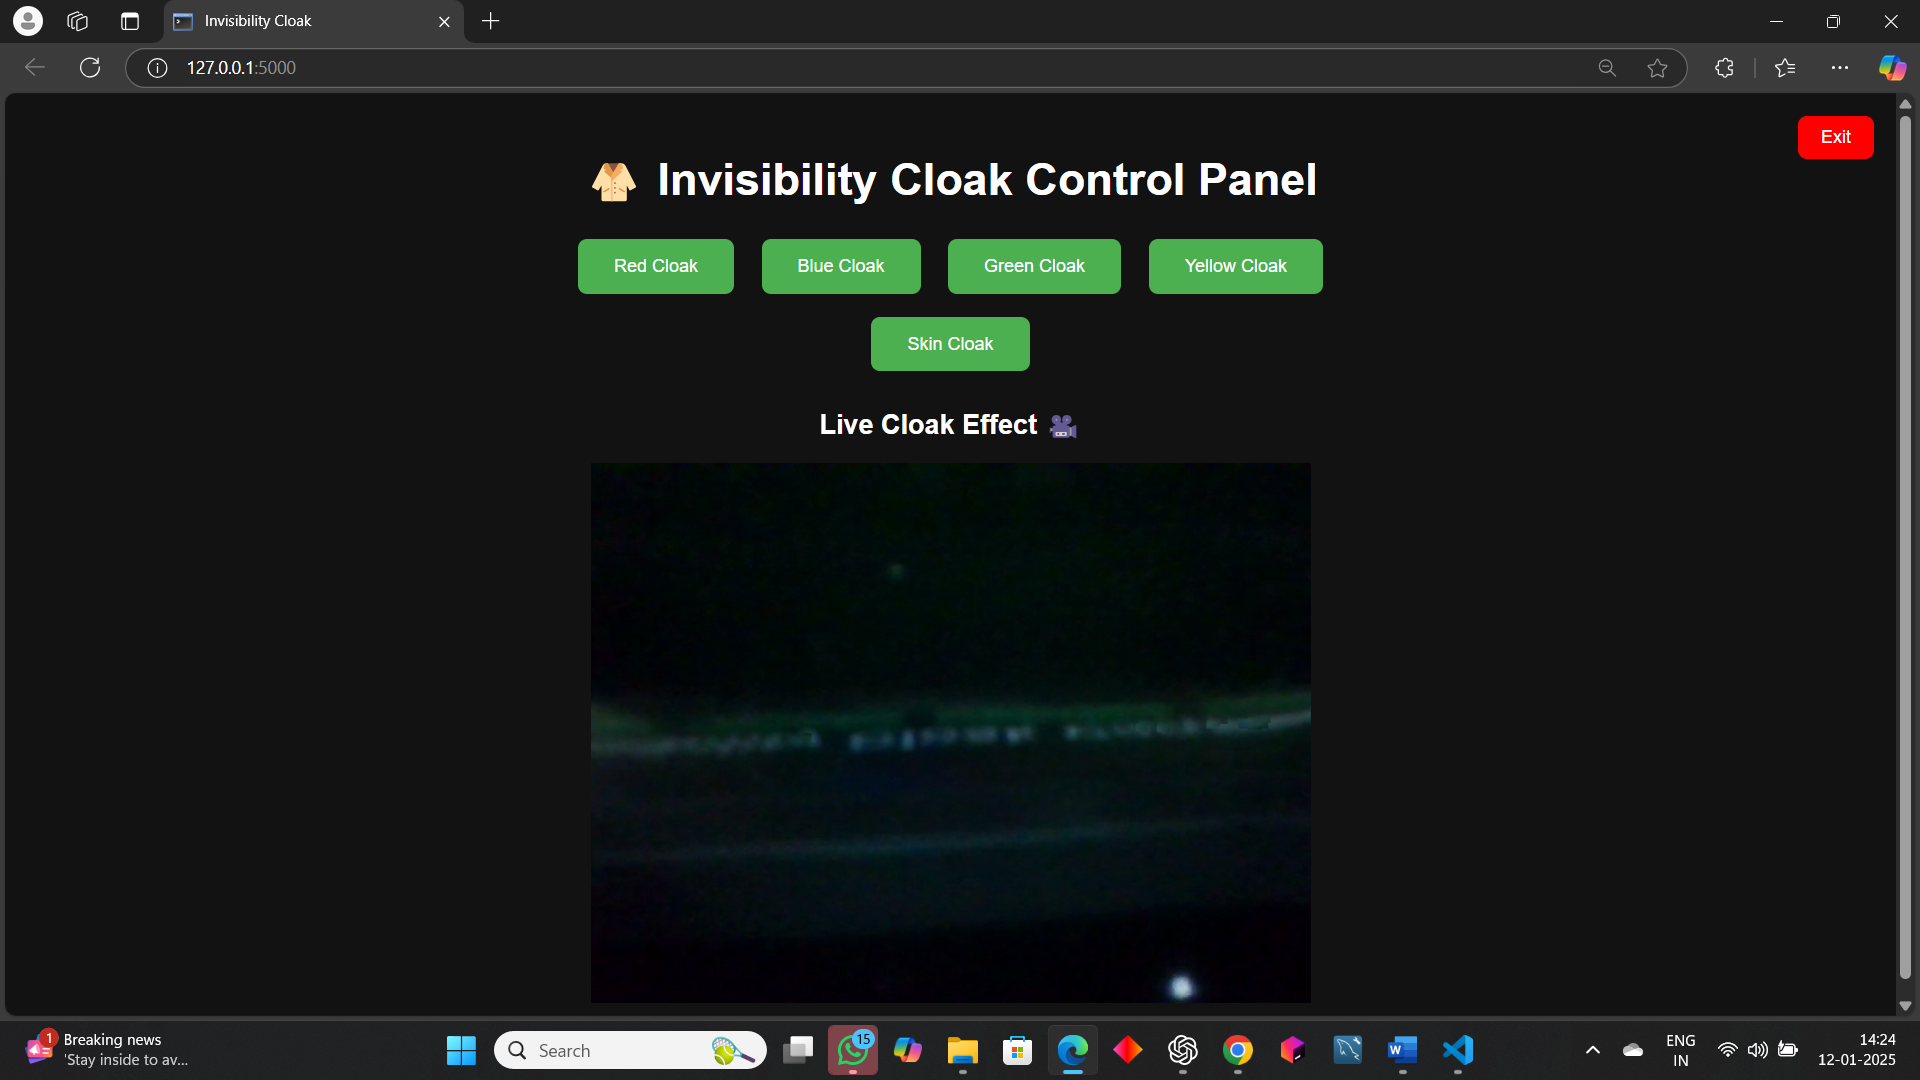 Invisibility Cloak
127.0.0.1:5000
Exit
Invisibility Cloak Control Panel
Red Cloak
Blue Cloak
Green Cloak
Yellow Cloak
Skin Cloak
Live Cloak Effect
1
Breaking news
'Stay inside to av...
Search
15
W
ENG
IN
14:24
12-01-2025